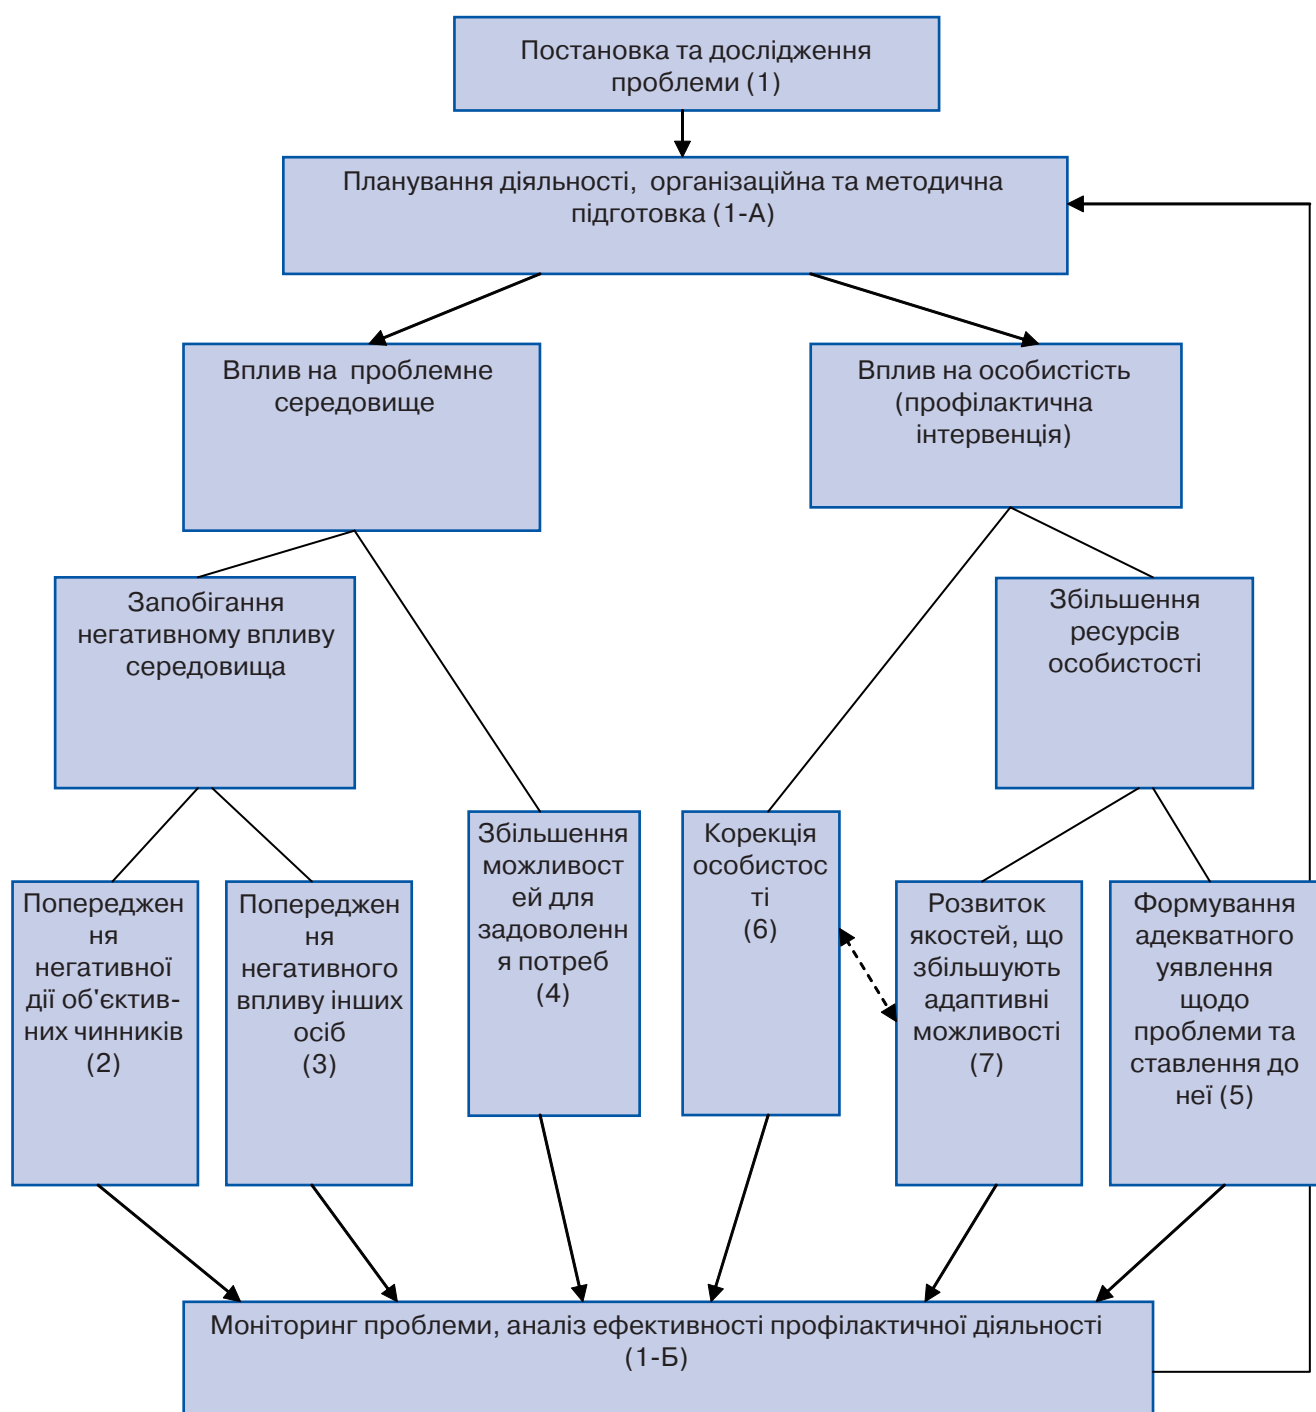 Постановка та дослідження
проблеми (1)
Планування діяльності, організаційна та методична
підготовка (1-А)
Вплив на проблемне
середовище
Вплив на особистість
(профілактична
інтервенція)
Запобігання
негативному впливу
середовища
Збільшення
ресурсів
особистості
Збільшення
можливост
ей для
задоволенн
я потреб
(4)
Корекція
особистос
ті
(6)
Попереджен
ня
негативної
дії об'єктив-
них чинників
(2)
Попереджен
ня
негативного
впливу інших
осіб
(3)
Розвиток
якостей, що
збільшують
адаптивні
можливості
(7)
Формування
адекватного
уявлення
щодо
проблеми та
ставлення до
неї (5)
Моніторинг проблеми, аналіз ефективності профілактичної діяльності
(1-Б)